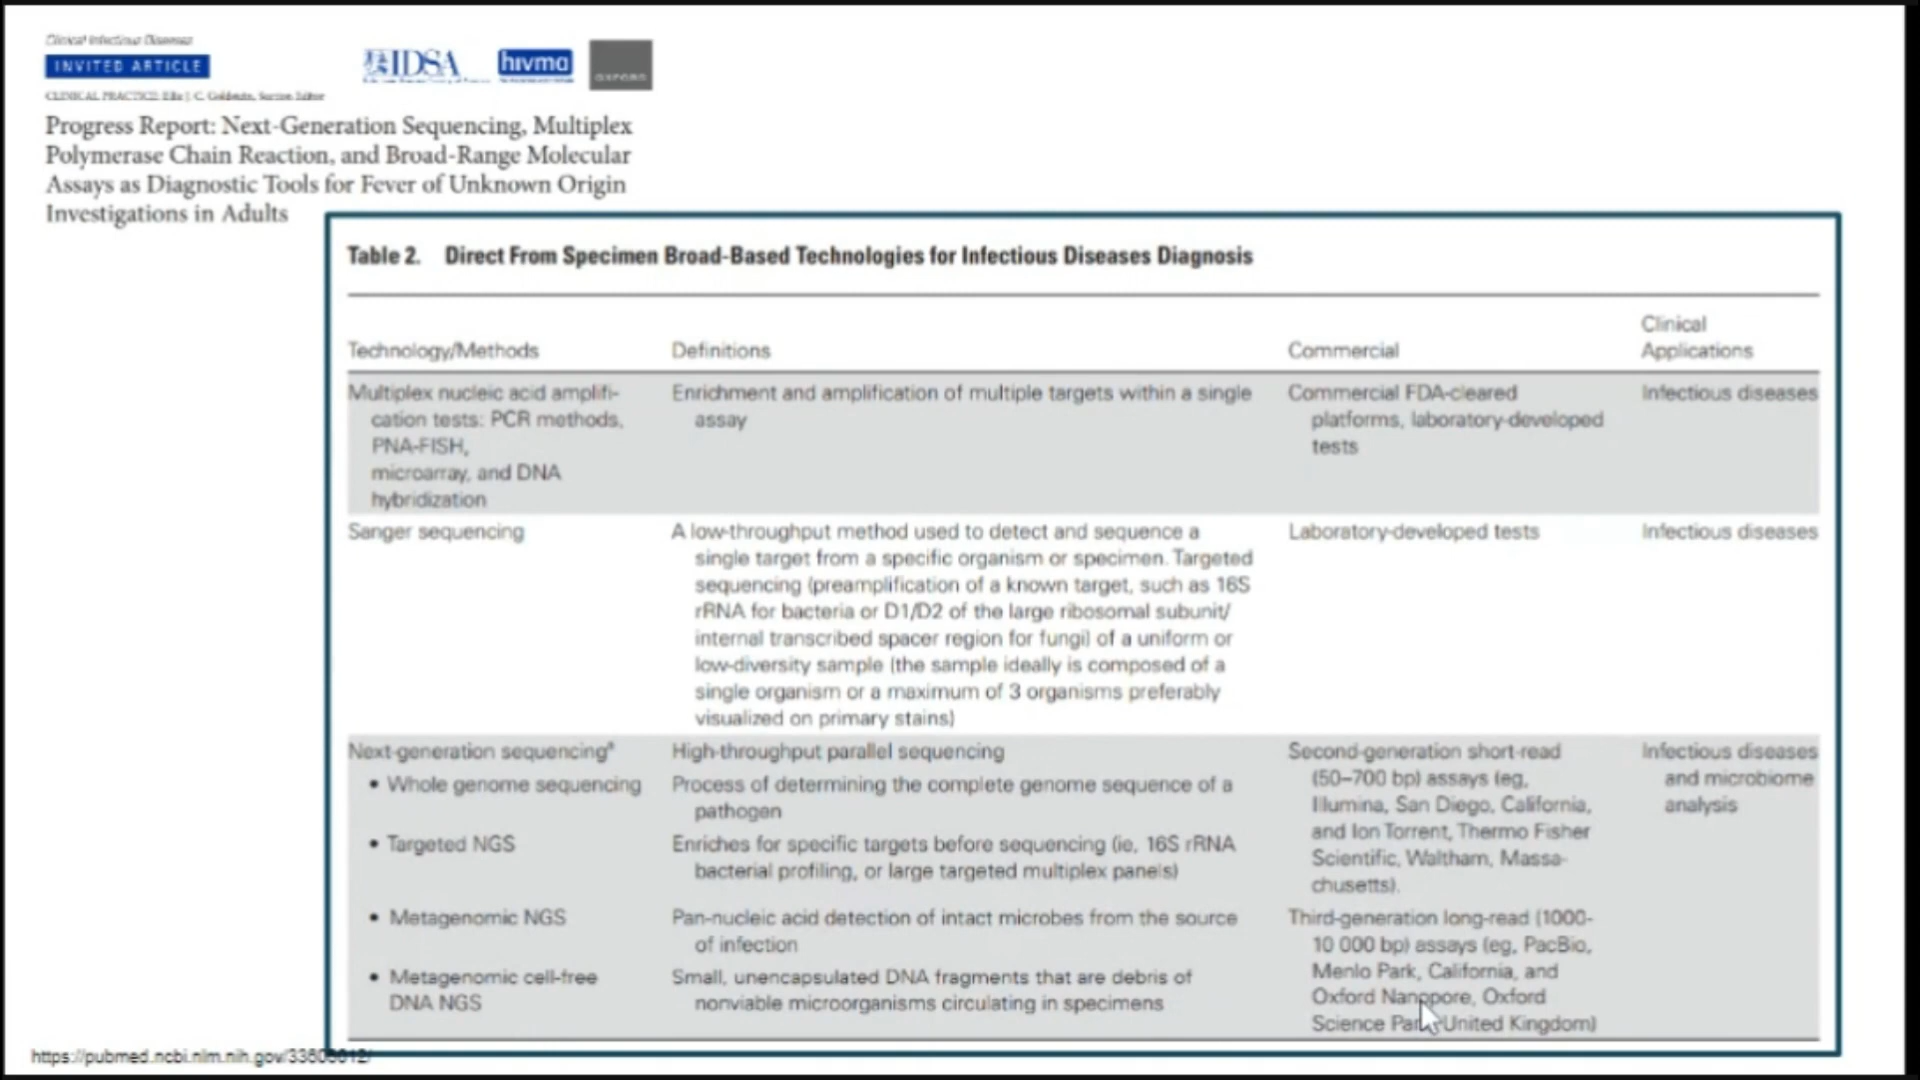 Clinical Infectious Diseases
INVITED ARTICLE
IDSA
hivma
OXFORD
CLINICAL PRACTICE: Ellie J. C. Goldstein, Section Editor
Progress Report: Next-Generation Sequencing, Multiplex
Polymerase Chain Reaction, and Broad-Range Molecular
Assays as Diagnostic Tools for Fever of Unknown Origin
Investigations in Adults
Table 2. Direct From Specimen Broad-Based Technologies for Infectious Diseases Diagnosis
Technology/Methods
Definitions
Commercial
Clinical
Applications
Multiplex nucleic acid amplifi-
cation tests: PCR methods,
PNA-FISH,
microarray, and DNA
hybridization
Enrichment and amplification of multiple targets within a single
assay
Commercial FDA-cleared
platforms, laboratory-developed
tests
Infectious diseases
Sanger sequencing
A low-throughput method used to detect and sequence a
single target from a specific organism or specimen. Targeted
sequencing (preamplification of a known target, such as 16S
rRNA for bacteria or D1/D2 of the large ribosomal subunit/
internal transcribed spacer region for fungi) of a uniform or
low-diversity sample (the sample ideally is composed of a
single organism or a maximum of 3 organisms preferably
visualized on primary stains)
Laboratory-developed tests
Infectious diseases
Next-generation sequencingª
High-throughput parallel sequencing
• Whole genome sequencing
Process of determining the complete genome sequence of a
pathogen
• Targeted NGS
Enriches for specific targets before sequencing (ie, 16S rRNA
bacterial profiling, or large targeted multiplex panels)
• Metagenomic NGS
Pan-nucleic acid detection of intact microbes from the source
of infection
• Metagenomic cell-free
DNA NGS
Small, unencapsulated DNA fragments that are debris of
nonviable microorganisms circulating in specimens
Second-generation short-read
(50–700 bp) assays (eg,
Illumina, San Diego, California,
and Ion Torrent, Thermo Fisher
Scientific, Waltham, Massa-
chusetts).
Third-generation long-read (1000-
10 000 bp) assays (eg, PacBio,
Menlo Park, California, and
Oxford Nanopore, Oxford
Science Park, United Kingdom)
Infectious diseases
and microbiome
analysis